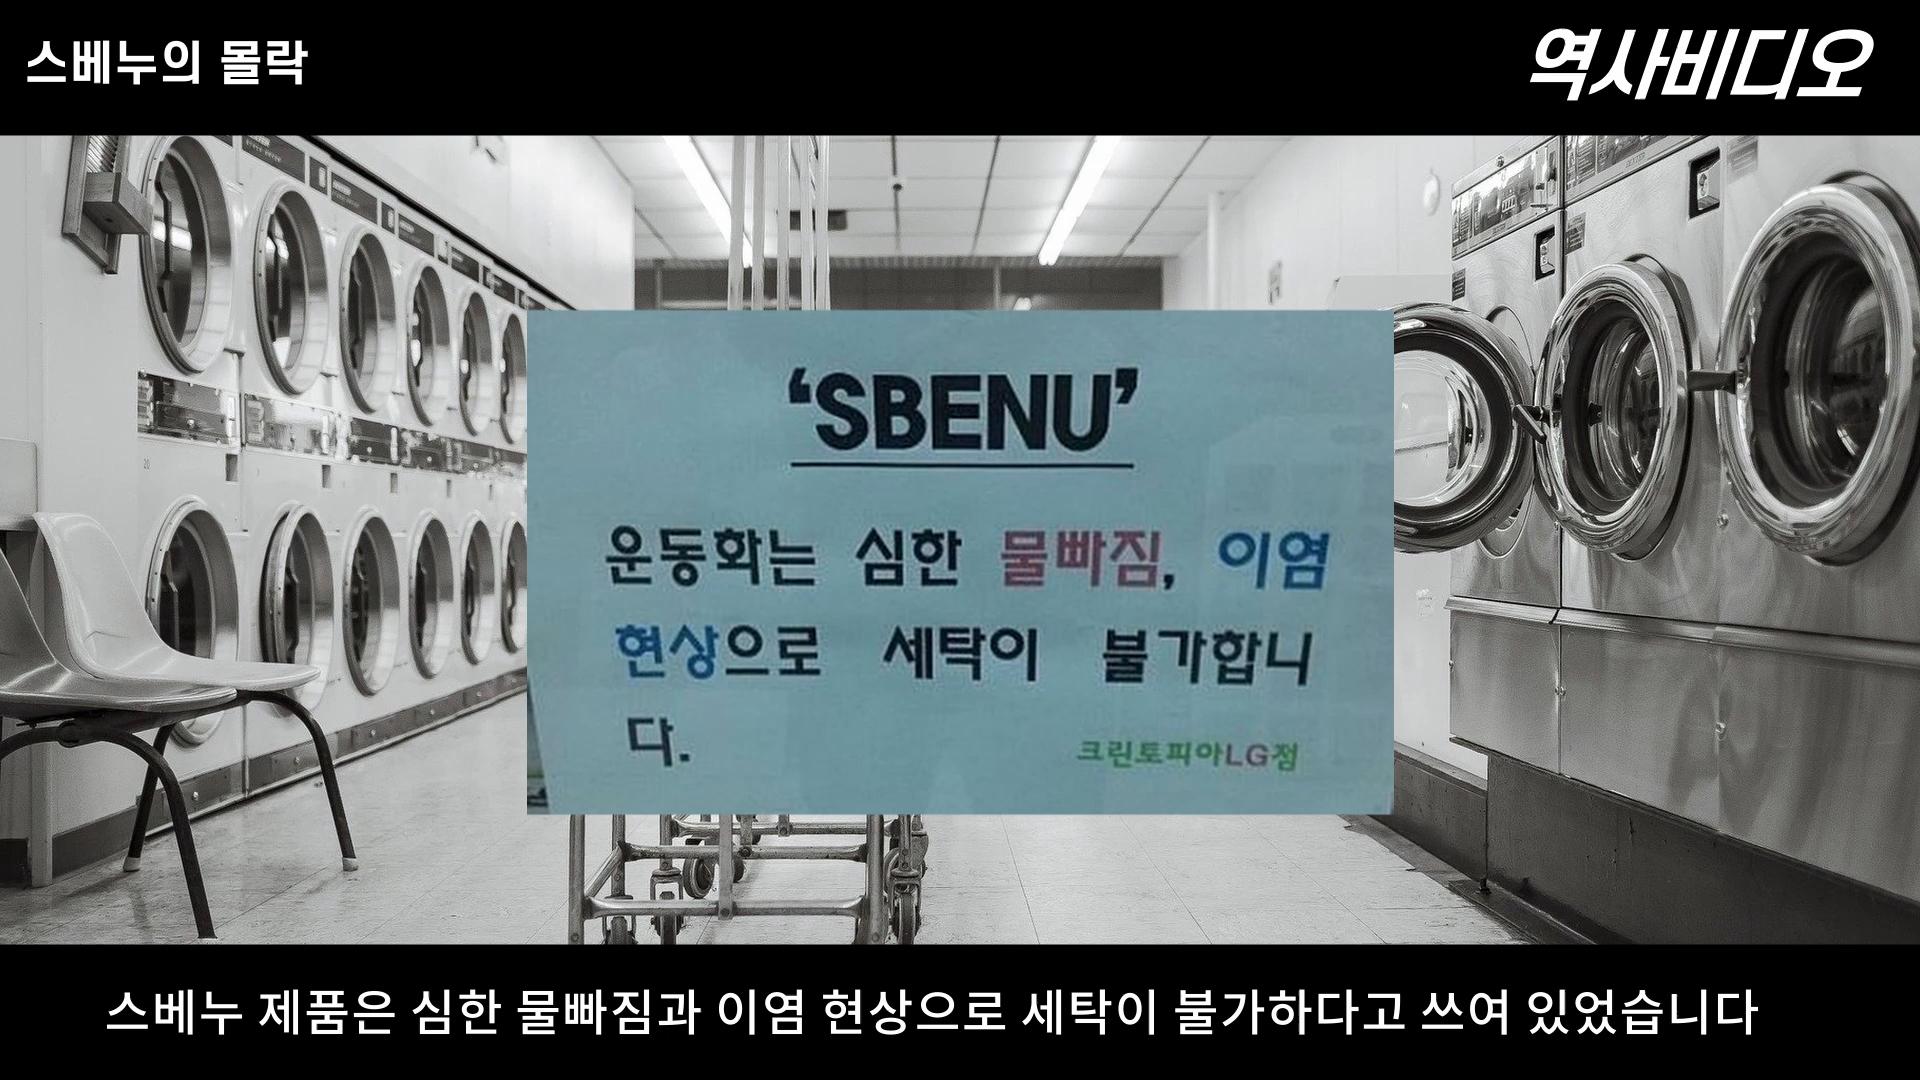 스베누의 몰락
역사비디오
‘SBENU’
운동화는 심한 물빠짐, 이염
현상으로 세탁이 불가합니
다.
크린토피아LG점
스베누 제품은 심한 물빠짐과 이염 현상으로 세탁이 불가하다고 쓰여 있었습니다